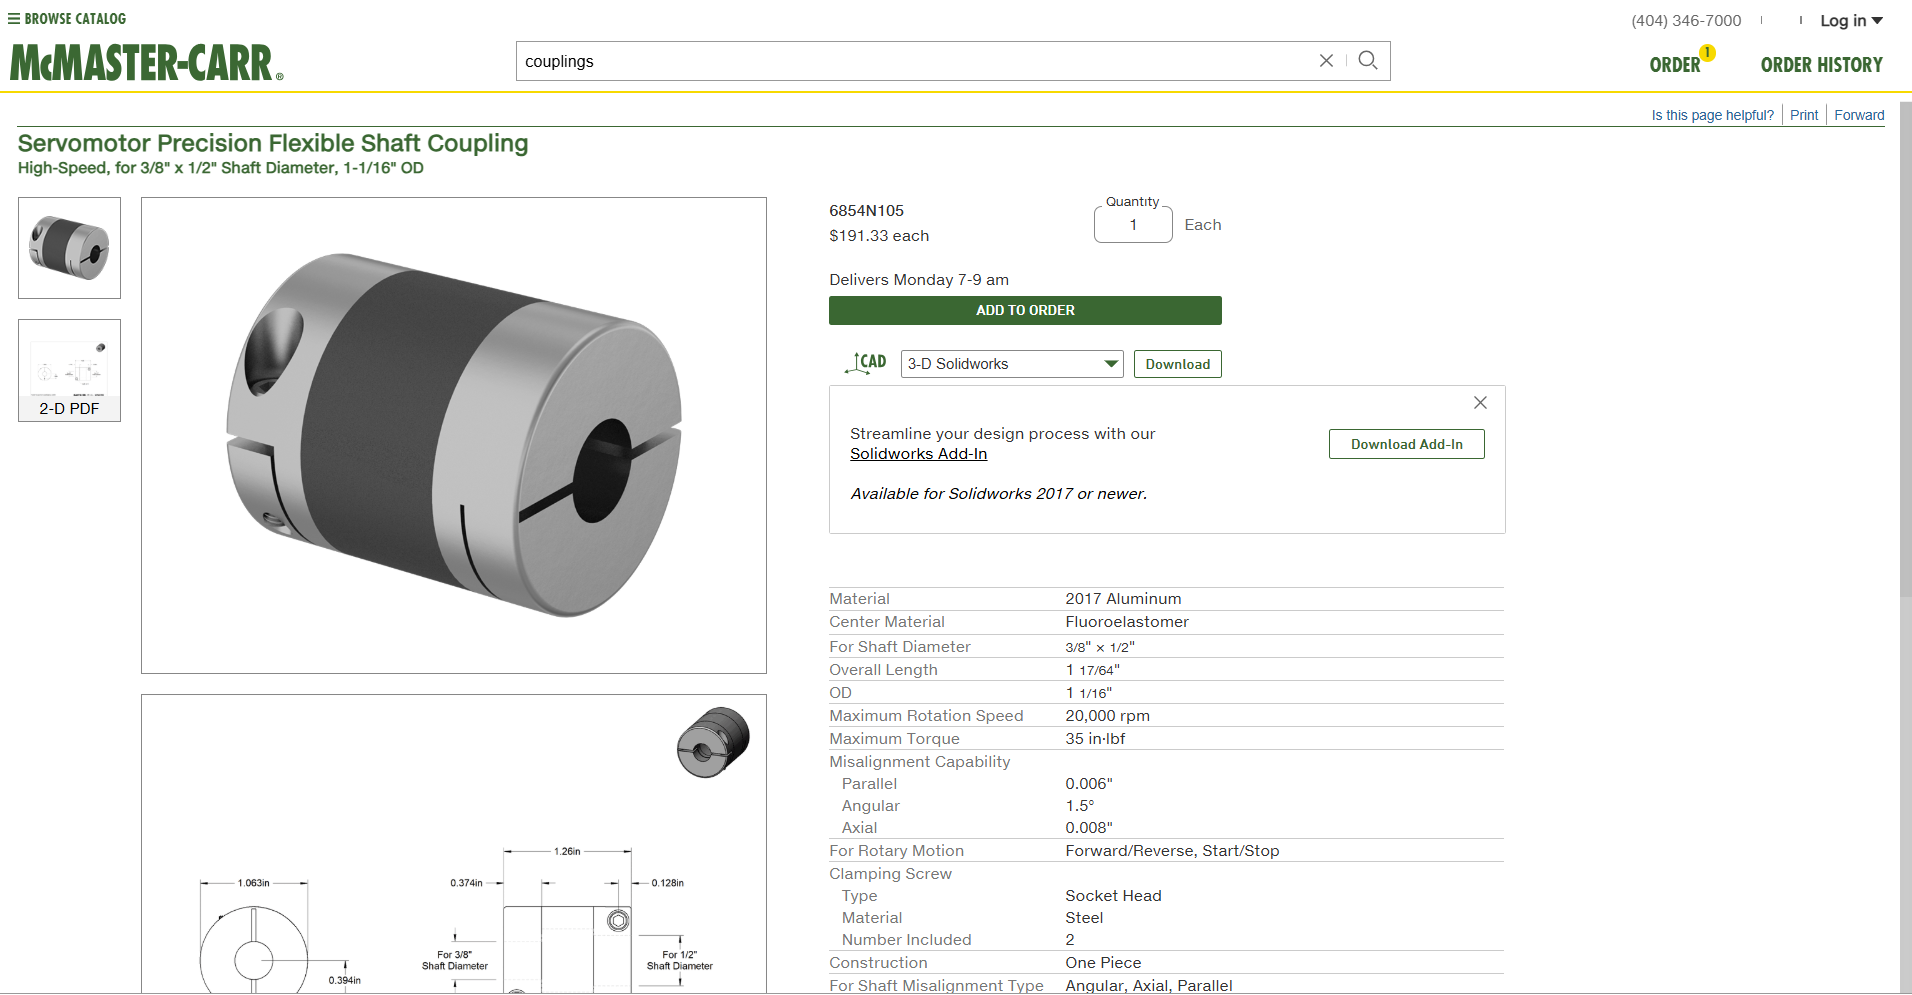 BROWSE CATALOG
(404) 346-7000
Log in
McMASTER-CARR®
couplings
ORDER
1
ORDER HISTORY
Is this page helpful?
Print
Forward
Servomotor Precision Flexible Shaft Coupling
High-Speed, for 3/8" x 1/2" Shaft Diameter, 1-1/16" OD
2-D PDF
6854N105
$191.33 each
Quantity
1
Each
Delivers Monday 7-9 am
ADD TO ORDER
CAD
3-D Solidworks
Download
Streamline your design process with our
Solidworks Add-In
Download Add-In
Available for Solidworks 2017 or newer.
Material 2017 Aluminum
Center Material Fluoroelastomer
For Shaft Diameter 3/8" × 1/2"
Overall Length 1 17/64"
OD 1 1/16"
Maximum Rotation Speed 20,000 rpm
Maximum Torque 35 in·lbf
Misalignment Capability
Parallel 0.006"
Angular 1.5°
Axial 0.008"
For Rotary Motion Forward/Reverse, Start/Stop
Clamping Screw
Type Socket Head
Material Steel
Number Included 2
Construction One Piece
For Shaft Misalignment Type Angular, Axial, Parallel
1.26in
1.063in
0.374in
0.128in
For 3/8"
Shaft Diameter
For 1/2"
Shaft Diameter
0.394in